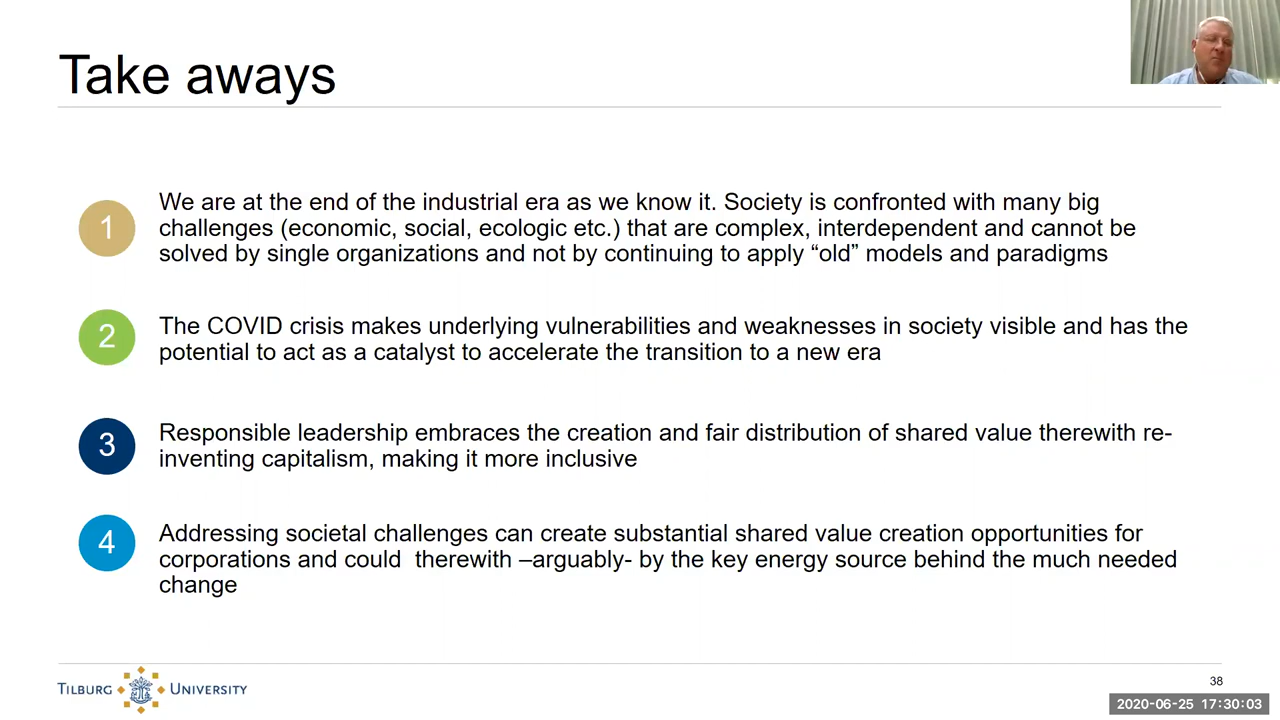 Take aways
1
We are at the end of the industrial era as we know it. Society is confronted with many big
challenges (economic, social, ecologic etc.) that are complex, interdependent and cannot be
solved by single organizations and not by continuing to apply “old” models and paradigms
2
The COVID crisis makes underlying vulnerabilities and weaknesses in society visible and has the
potential to act as a catalyst to accelerate the transition to a new era
3
Responsible leadership embraces the creation and fair distribution of shared value therewith re-
inventing capitalism, making it more inclusive
4
Addressing societal challenges can create substantial shared value creation opportunities for
corporations and could  therewith –arguably- by the key energy source behind the much needed
change
TILBURG UNIVERSITY
38
2020-06-25 17:30:03